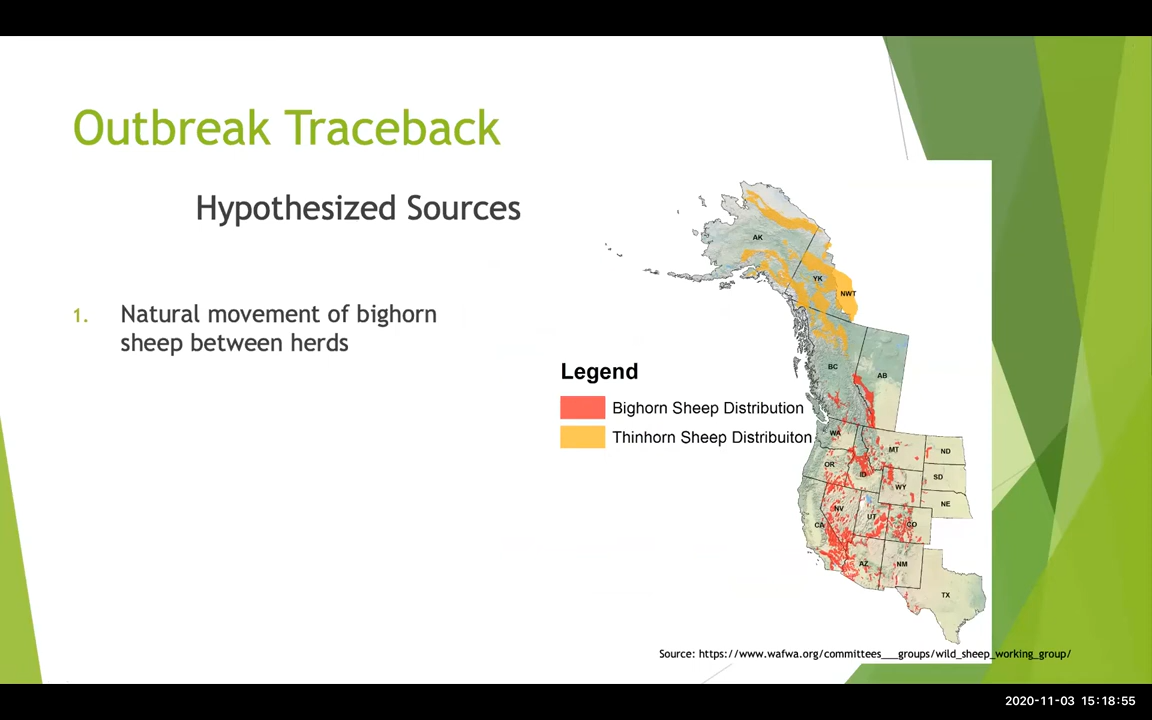 Outbreak Traceback
Hypothesized Sources
1. Natural movement of bighorn
sheep between herds
AK
YK
NWT
BC
AB
Legend
Bighorn Sheep Distribution
Thinhorn Sheep Distribuiton
WA
MT
ND
OR
ID
SD
WY
NE
NV
UT
CO
CA
AZ
NM
TX
Source: https://www.wafwa.org/committees___groups/wild_sheep_working_group/
2020-11-03 15:18:55